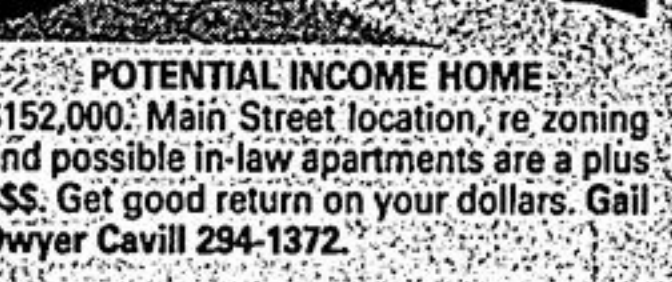 POTENTIAL INCOME HOME
152,000. Main Street location, re zoning
nd possible in-law apartments are a plus
$$. Get good return on your dollars. Gail
wyer Cavill 294-1372.